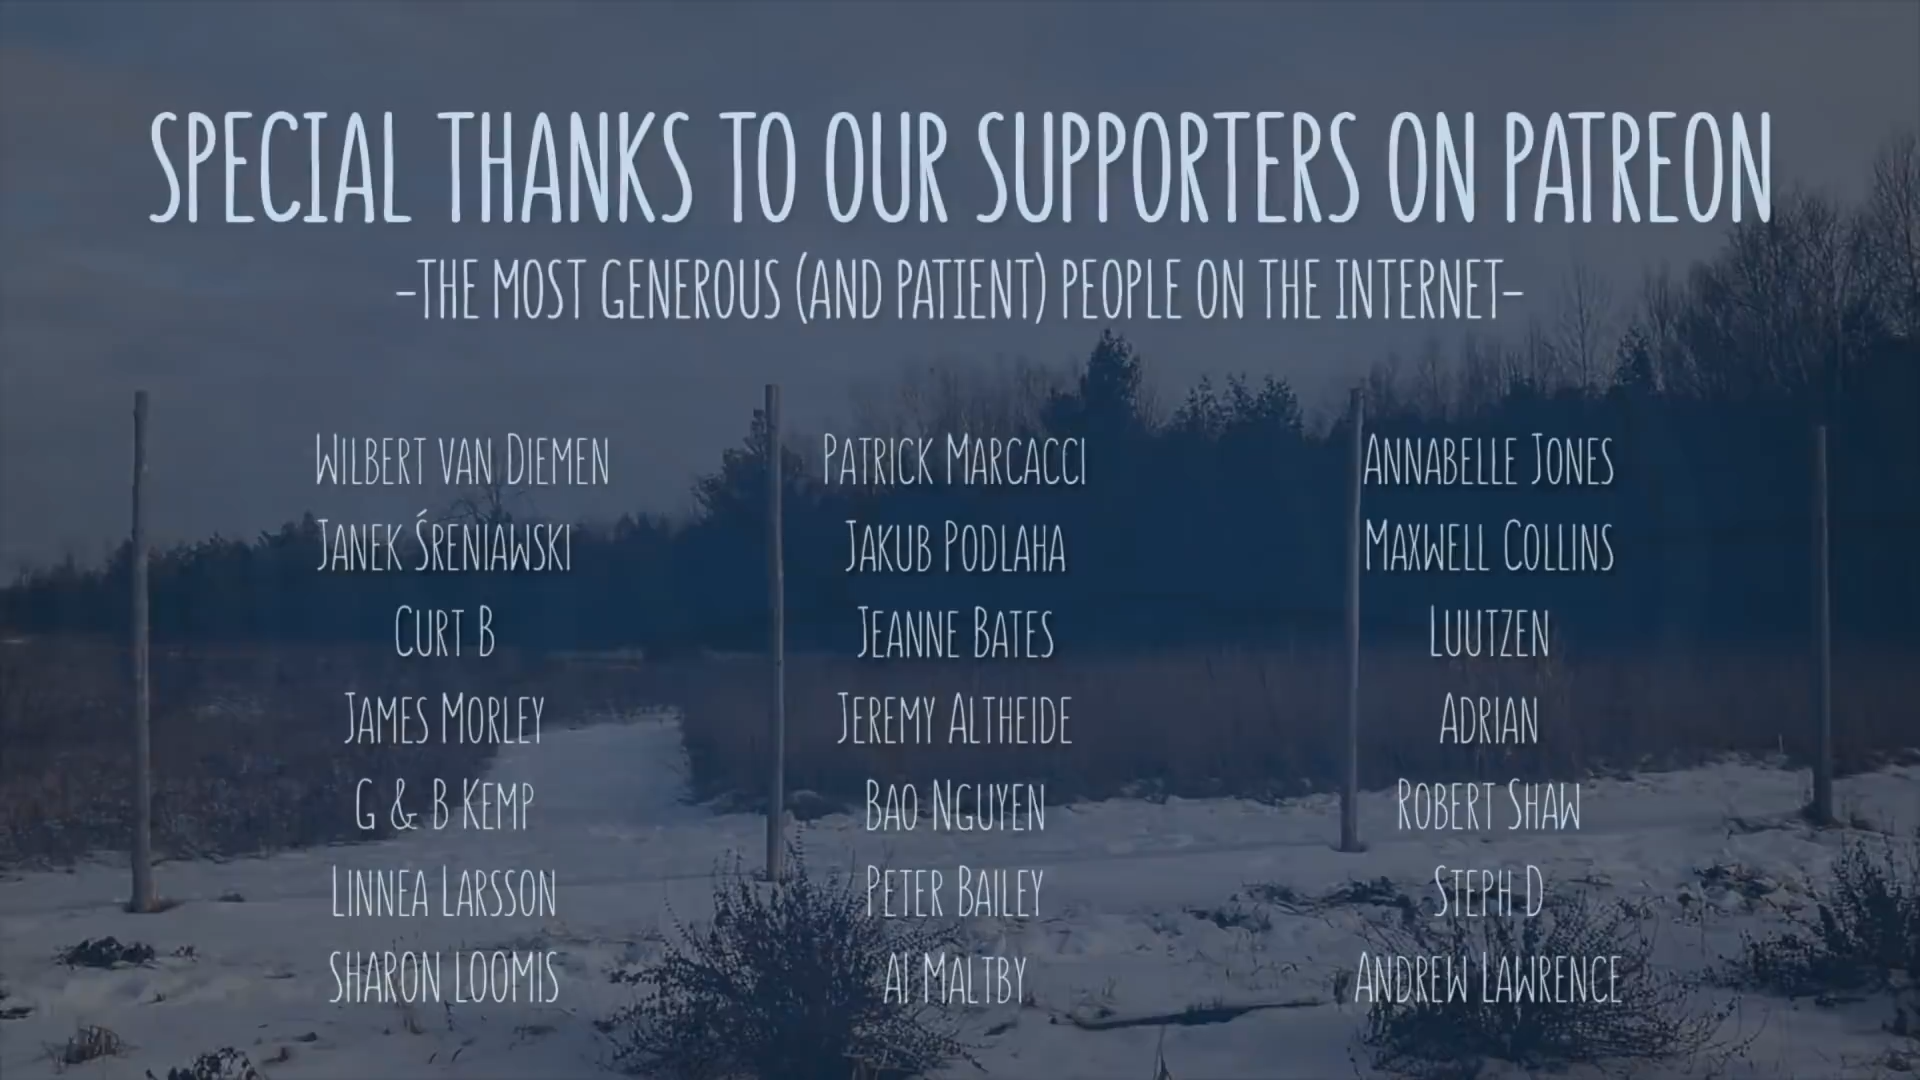 SPECIAL THANKS TO OUR SUPPORTERS ON PATREON
-THE MOST GENEROUS (AND PATIENT) PEOPLE ON THE INTERNET-
WILBERT VAN DIEMEN
JANEK ŚRENIAWSKI
CURT B
JAMES MORLEY
G & B KEMP
LINNEA LARSSON
SHARON LOOMIS
PATRICK MARCACCI
JAKUB PODLAHA
JEANNE BATES
JEREMY ALTHEIDE
BAO NGUYEN
PETER BAILEY
AI MALTBY
ANNABELLE JONES
MAXWELL COLLINS
LUUTZEN
ADRIAN
ROBERT SHAW
STEPH D
ANDREW LAWRENCE